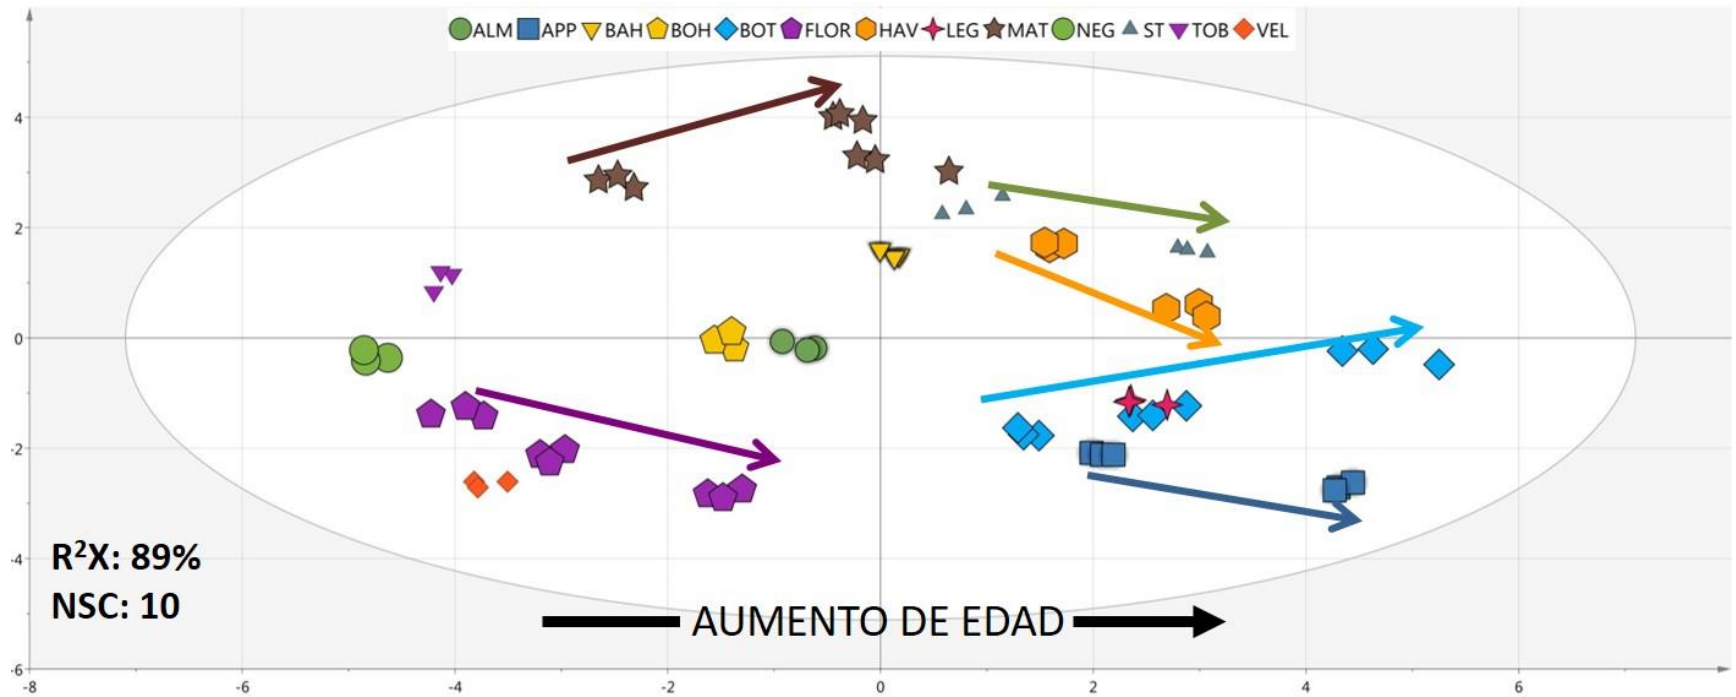 ALM APP BAH BOH BOT FLOR HAV LEG MAT NEG ST TOB VEL
4
2
0
-2
-4
-6
R²X: 89%
NSC: 10
AUMENTO DE EDAD
-8 -6 -4 -2 0 2 4 6